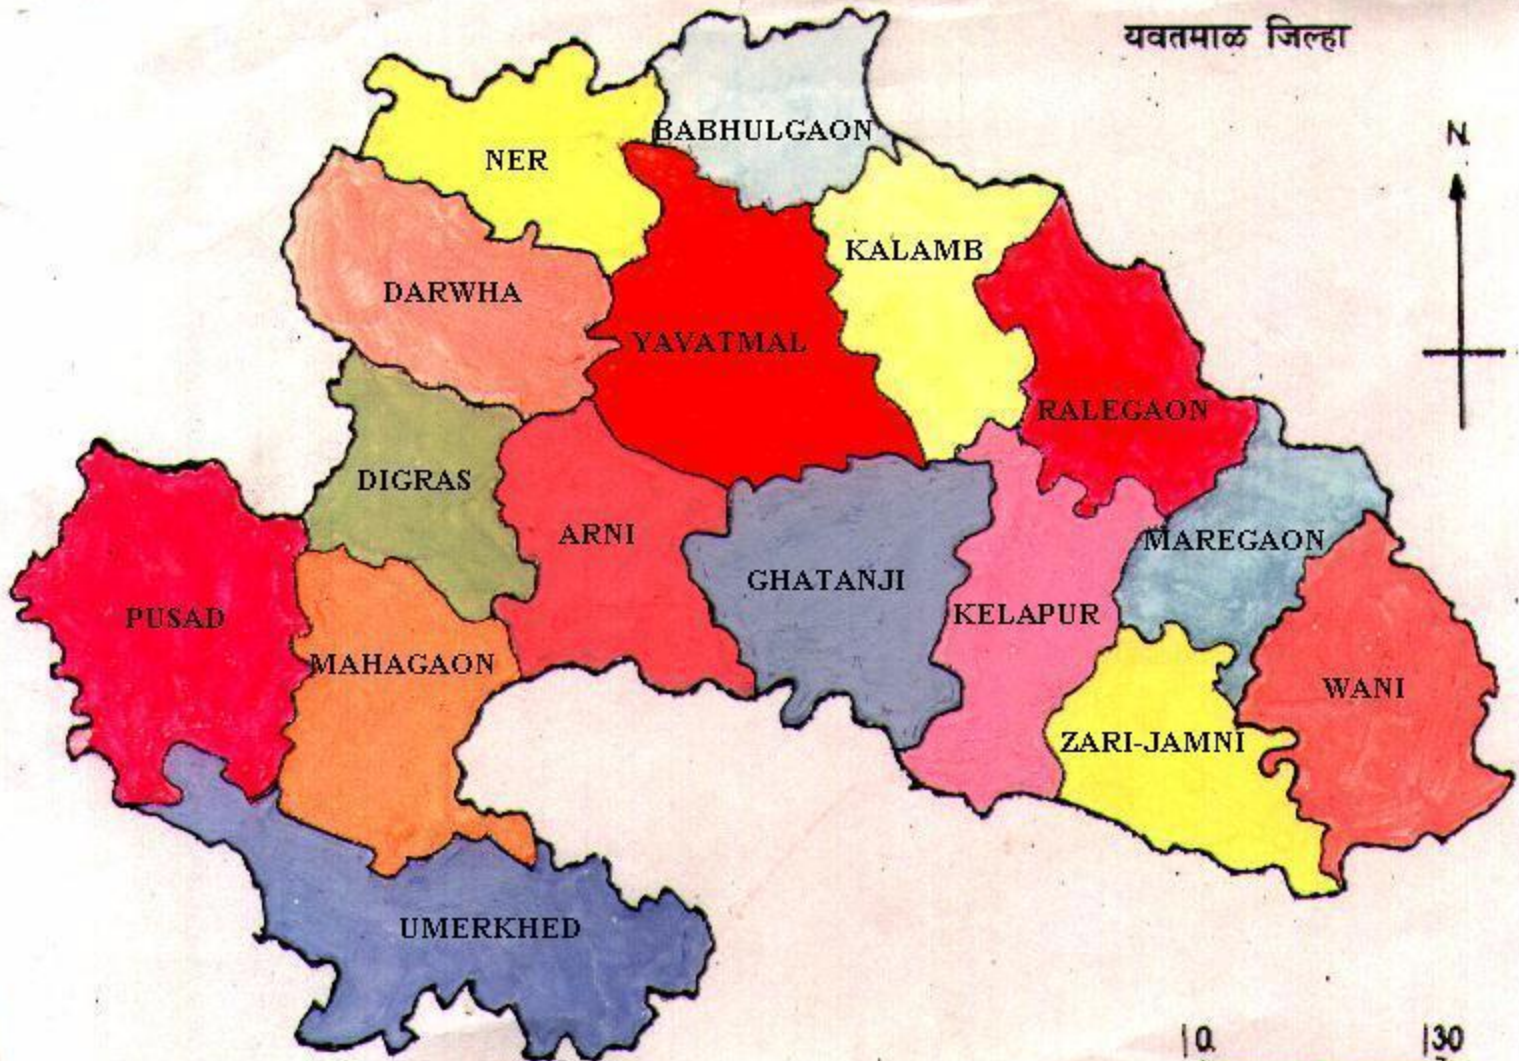 यवतमाळ जिल्हा
N
BABHULGAON
NER
KALAMB
DARWHA
YAVATMAL
RALEGAON
DIGRAS
ARNI
MAREGAON
GHATANJI
PUSAD
KELAPUR
MAHAGAON
WANI
ZARI-JAMNI
UMERKHED
0 30